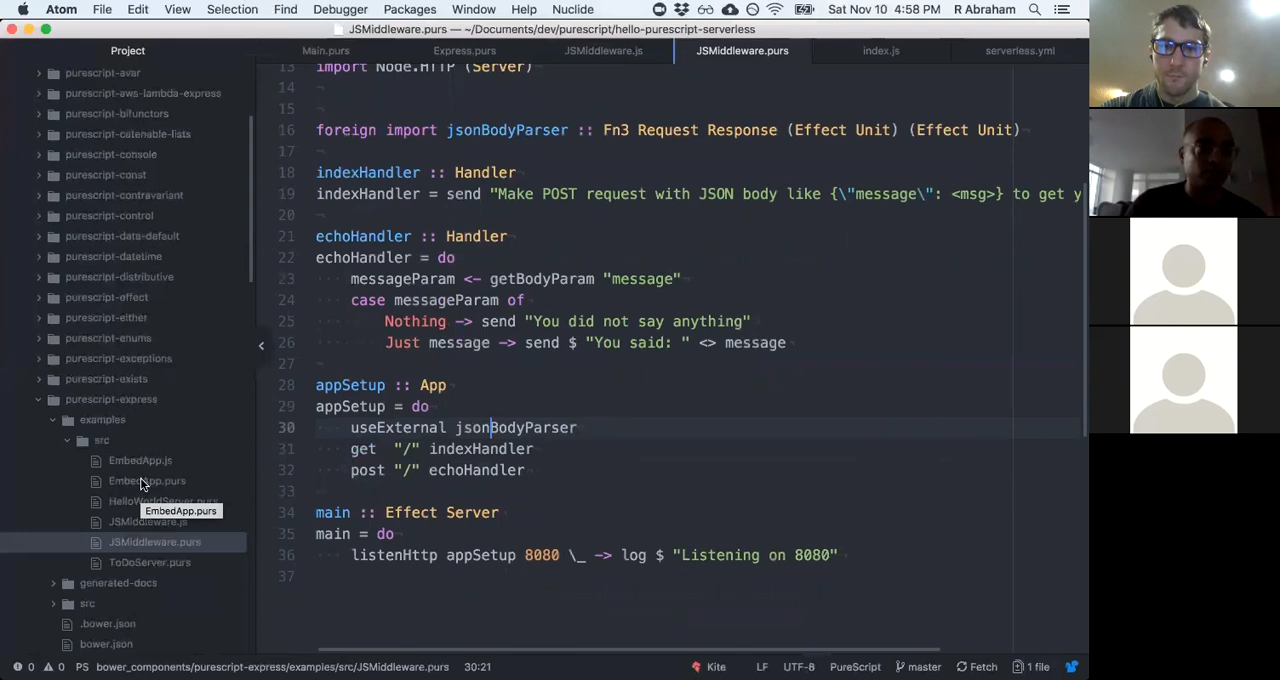 Atom File Edit View Selection Find Debugger Packages Window Help Nuclide Sat Nov 10 4:58 PM R Abraham
JSMiddleware.purs — ~/Documents/dev/purescript/hello-purescript-serverless
Project
Main.purs Express.purs JSMiddleware.js JSMiddleware.purs index.js serverless.yml
purescript-avar
purescript-aws-lambda-express
purescript-bifunctors
purescript-catenable-lists
purescript-console
purescript-const
purescript-contravariant
purescript-control
purescript-data-default
purescript-datetime
purescript-distributive
purescript-effect
purescript-either
purescript-enums
purescript-exceptions
purescript-exists
purescript-express
examples
src
EmbedApp.js
EmbedApp.purs
HelloWorldServer.purs
EmbedApp.purs
JSMiddleware.js
JSMiddleware.purs
ToDoServer.purs
generated-docs
src
.bower.json
bower.json
13 import Node.HTTP (Server)
14
15
16 foreign import jsonBodyParser :: Fn3 Request Response (Effect Unit) (Effect Unit)
17
18 indexHandler :: Handler
19 indexHandler = send "Make POST request with JSON body like {\"message\": <msg>} to get y
20
21 echoHandler :: Handler
22 echoHandler = do
23 messageParam <- getBodyParam "message"
24 case messageParam of
25 Nothing -> send "You did not say anything"
26 Just message -> send $ "You said: " <> message
27
28 appSetup :: App
29 appSetup = do
30 useExternal jsonBodyParser
31 get "/" indexHandler
32 post "/" echoHandler
33
34 main :: Effect Server
35 main = do
36 listenHttp appSetup 8080 \_ -> log $ "Listening on 8080"
37
0 0 PS bower_components/purescript-express/examples/src/JSMiddleware.purs 30:21 Kite LF UTF-8 PureScript master Fetch 1 file